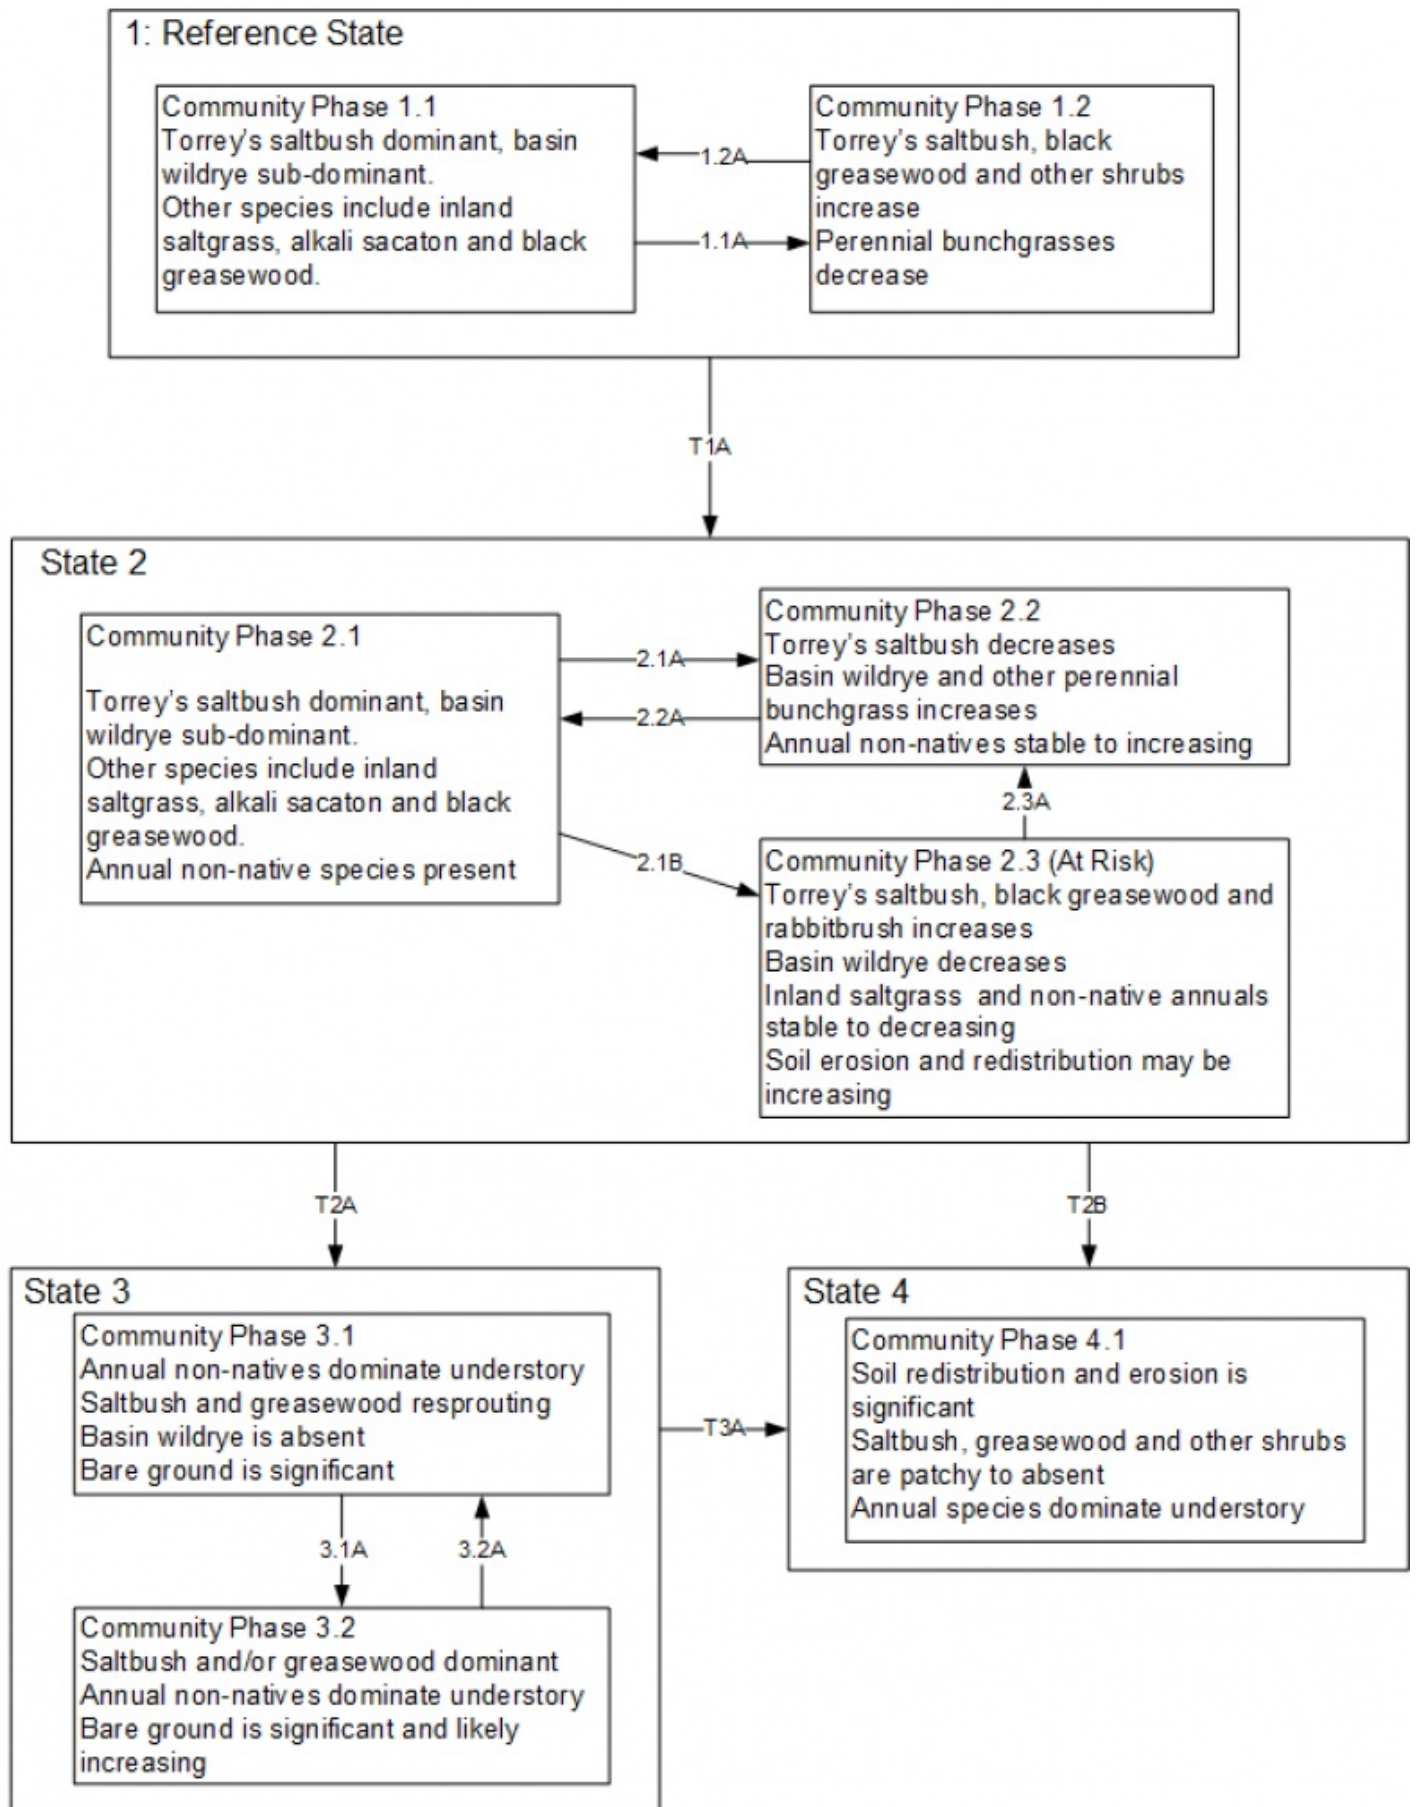 1: Reference State
Community Phase 1.1
Torrey's saltbush dominant, basin
wildrye sub-dominant.
Other species include inland
saltgrass, alkali sacaton and black
greasewood.
1.2A
1.1A
Community Phase 1.2
Torrey's saltbush, black
greasewood and other shrubs
increase
Perennial bunchgrasses
decrease
T1A
State 2
Community Phase 2.1
Torrey's saltbush dominant, basin
wildrye sub-dominant.
Other species include inland
saltgrass, alkali sacaton and black
greasewood.
Annual non-native species present
2.1A
2.2A
2.1B
Community Phase 2.2
Torrey's saltbush decreases
Basin wildrye and other perennial
bunchgrass increases
Annual non-natives stable to increasing
2.3A
Community Phase 2.3 (At Risk)
Torrey's saltbush, black greasewood and
rabbitbrush increases
Basin wildrye decreases
Inland saltgrass and non-native annuals
stable to decreasing
Soil erosion and redistribution may be
increasing
T2A
T2B
State 3
Community Phase 3.1
Annual non-natives dominate understory
Saltbush and greasewood resprouting
Basin wildrye is absent
Bare ground is significant
3.1A
3.2A
Community Phase 3.2
Saltbush and/or greasewood dominant
Annual non-natives dominate understory
Bare ground is significant and likely
increasing
T3A
State 4
Community Phase 4.1
Soil redistribution and erosion is
significant
Saltbush, greasewood and other shrubs
are patchy to absent
Annual species dominate understory